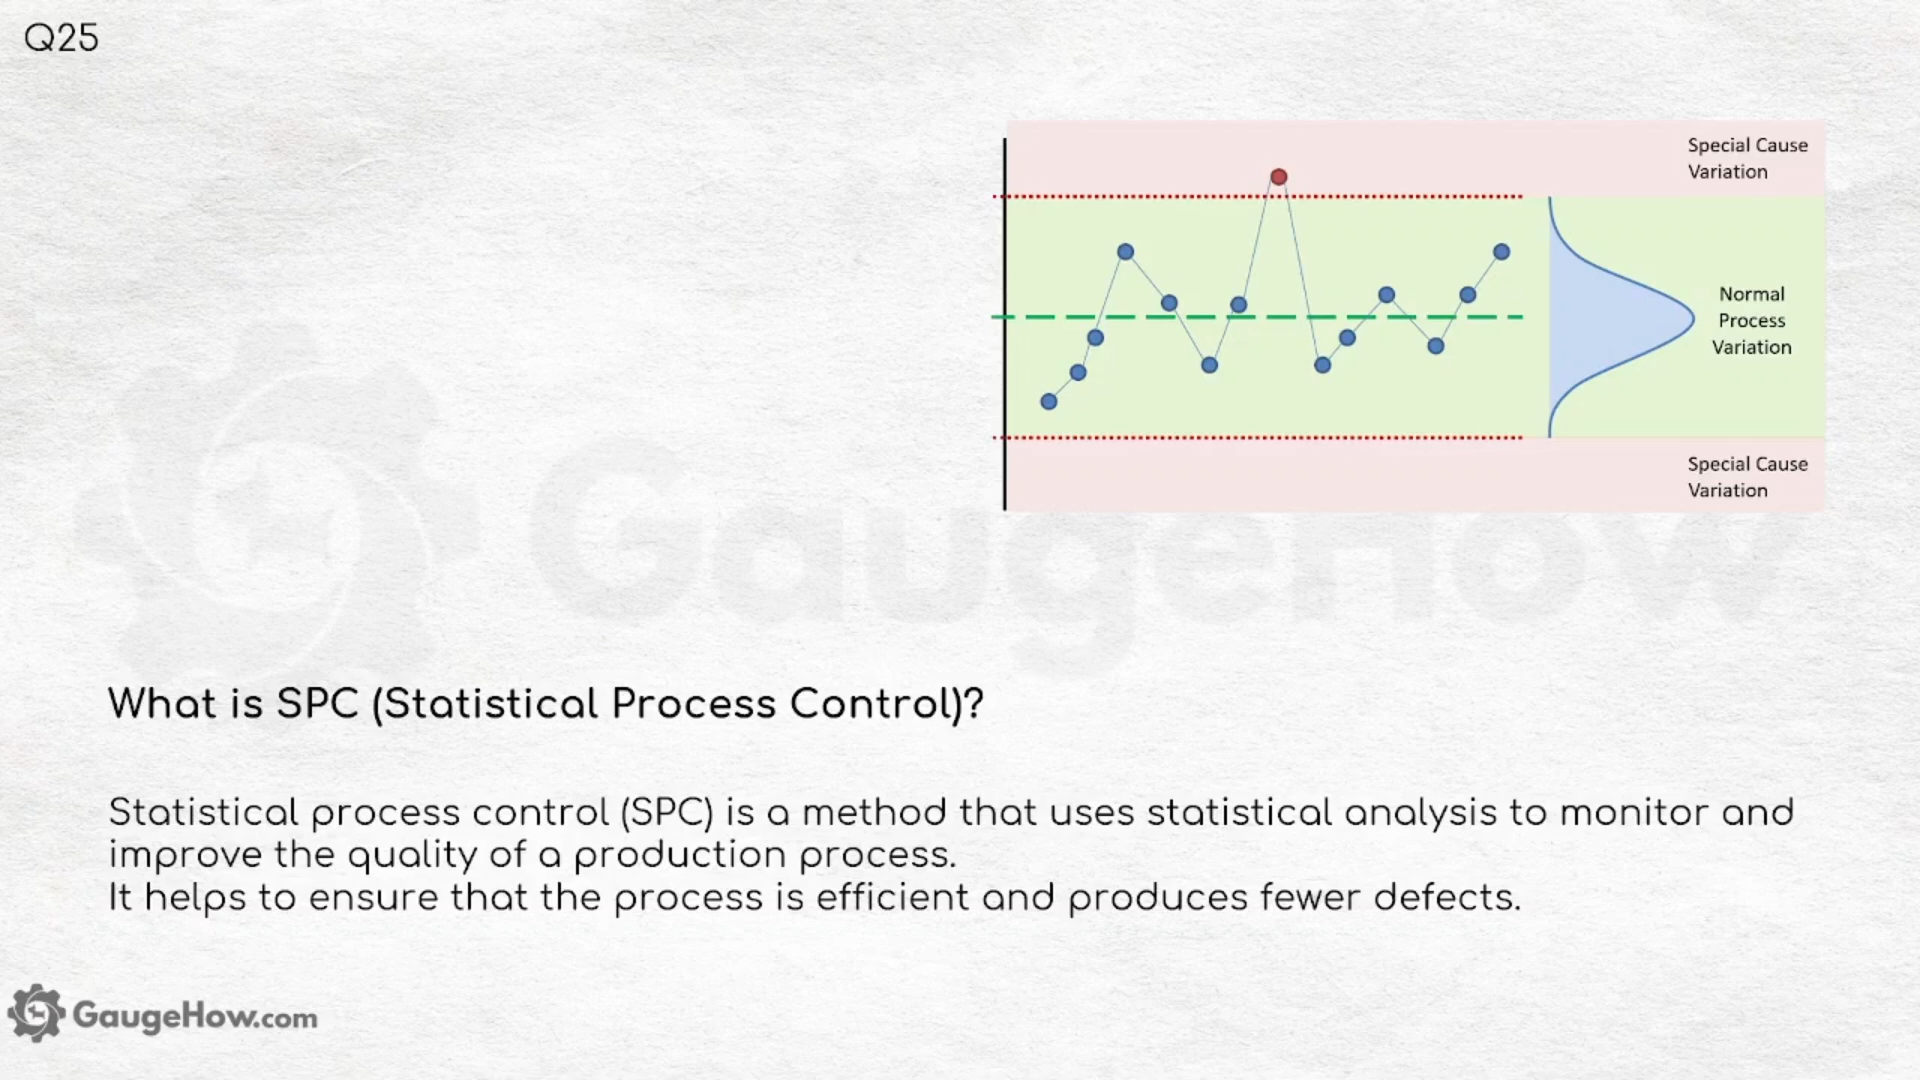 Q25
Special Cause
Variation
Normal
Process
Variation
Special Cause
Variation
GaugeHow
What is SPC (Statistical Process Control)?
Statistical process control (SPC) is a method that uses statistical analysis to monitor and
improve the quality of a production process.
It helps to ensure that the process is efficient and produces fewer defects.
GaugeHow.com